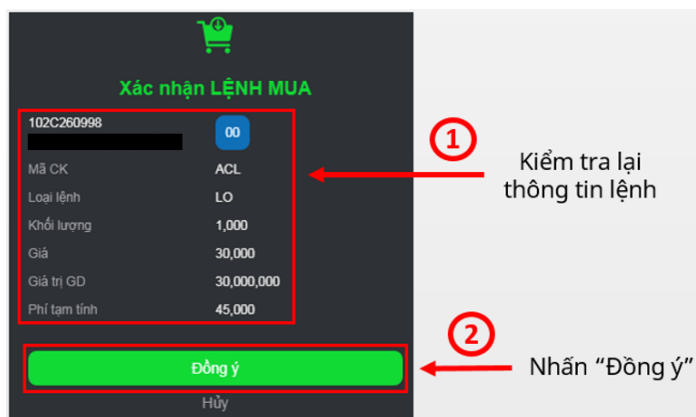 Xác nhận LỆNH MUA
102C260998
00
Mã CK ACL
Loại lệnh LO
Khối lượng 1,000
Giá 30,000
Giá trị GD 30,000,000
Phí tạm tính 45,000
Đồng ý
Hủy
1
Kiểm tra lại
thông tin lệnh
2
Nhấn “Đồng ý”